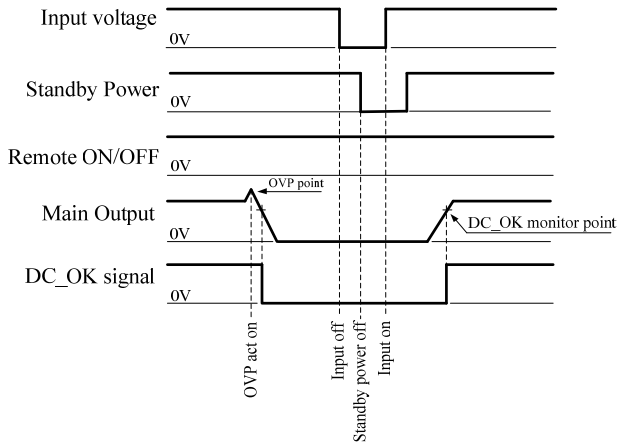 Input voltage
0V
Standby Power
0V
Remote ON/OFF
0V
OVP point
Main Output
DC_OK monitor point
0V
DC_OK signal
0V
OVP act on
Input off
Standby power off
Input on